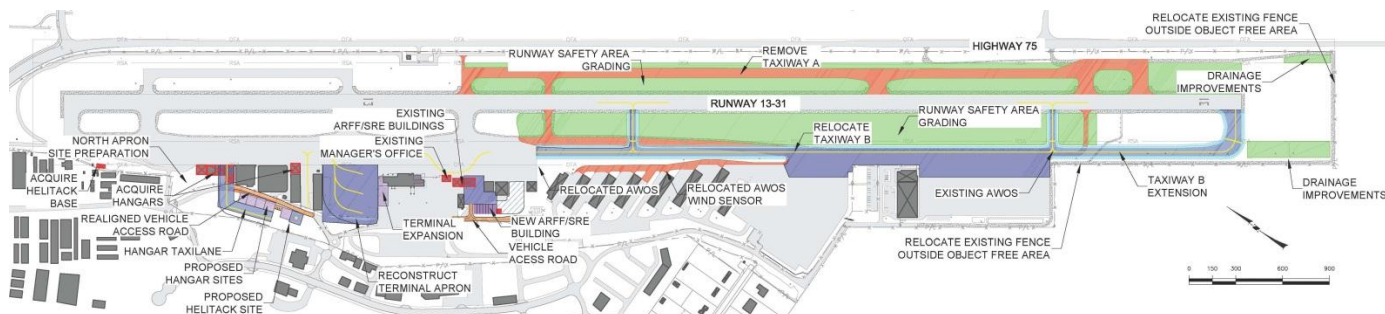 RELOCATE EXISTING FENCE
OUTSIDE OBJECT FREE AREA
HIGHWAY 75
RUNWAY SAFETY AREA
GRADING
REMOVE
TAXIWAY A
DRAINAGE
IMPROVEMENTS
RUNWAY 13-31
EXISTING
ARFF/SRE BUILDINGS
RUNWAY SAFETY AREA
GRADING
NORTH APRON
SITE PREPARATION
EXISTING
MANAGER'S OFFICE
RELOCATE
TAXIWAY B
ACQUIRE
HELITACK
BASE
ACQUIRE
HANGARS
RELOCATED AWOS
RELOCATED AWOS
WIND SENSOR
EXISTING AWOS
TAXIWAY B
EXTENSION
DRAINAGE
IMPROVEMENTS
REALIGNED VEHICLE
ACCESS ROAD
HANGAR TAXILANE
TERMINAL
EXPANSION
NEW ARFF/SRE
BUILDING
VEHICLE
ACESS ROAD
RELOCATE EXISTING FENCE
OUTSIDE OBJECT FREE AREA
PROPOSED
HANGAR SITES
RECONSTRUCT
TERMINAL APRON
PROPOSED
HELITACK SITE
0 150 300 600 900